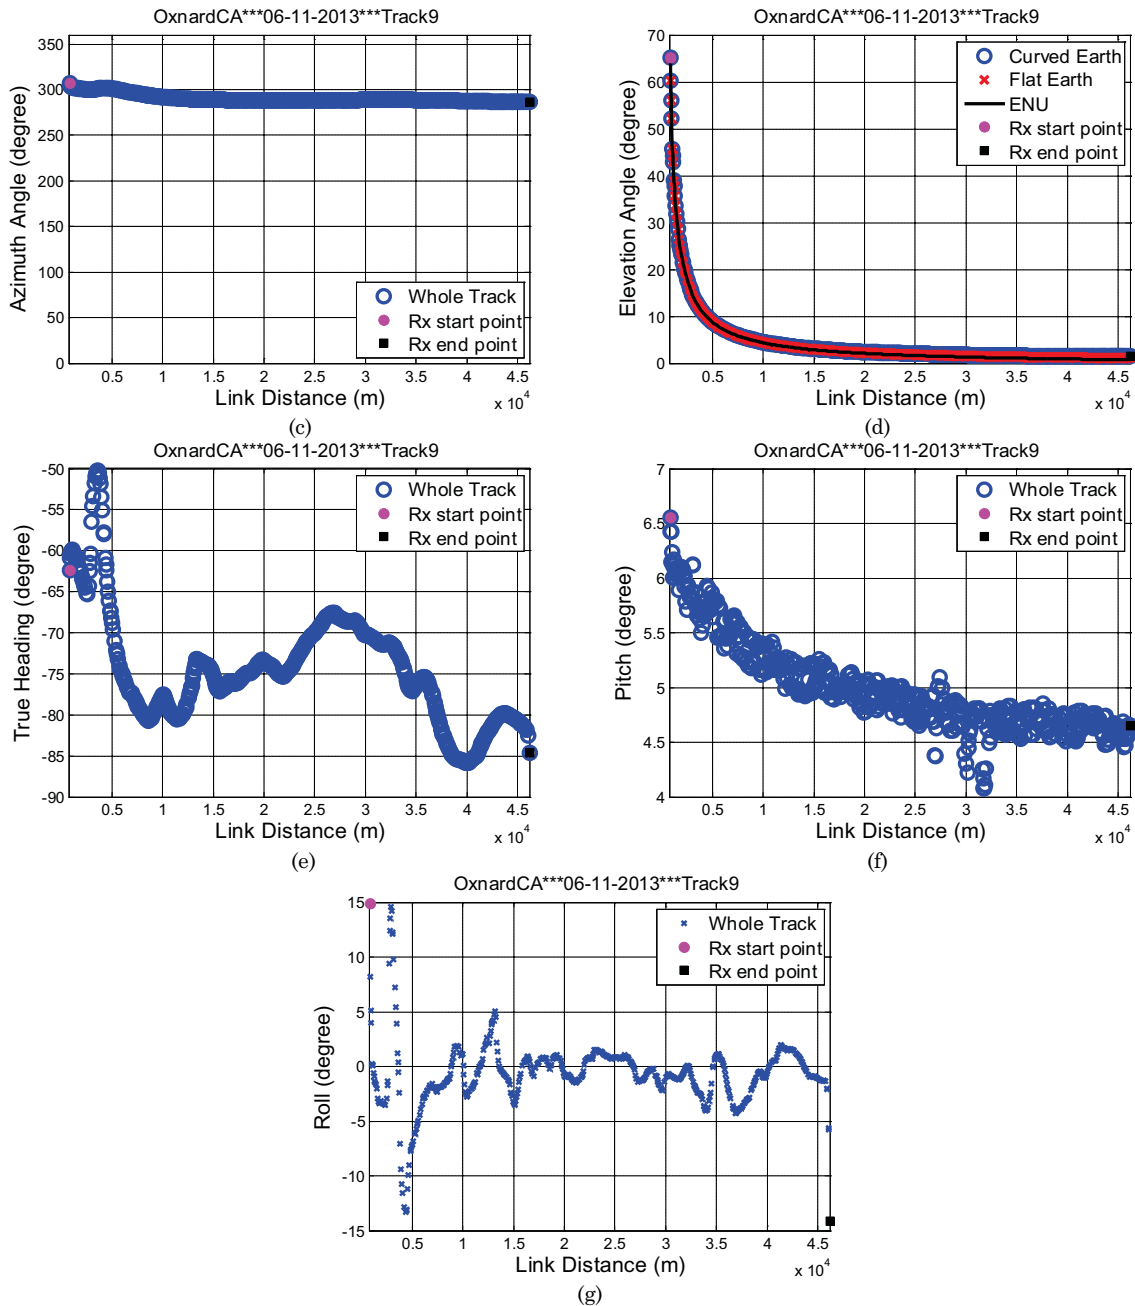 OxnardCA***06-11-2013***Track9
Azimuth Angle (degree)
350
300
250
200
150
100
50
0
Whole Track
Rx start point
Rx end point
0.5 1 1.5 2 2.5 3 3.5 4 4.5
Link Distance (m)
x 10^4
(c)
OxnardCA***06-11-2013***Track9
Elevation Angle (degree)
70
60
50
40
30
20
10
0
Curved Earth
Flat Earth
ENU
Rx start point
Rx end point
0.5 1 1.5 2 2.5 3 3.5 4 4.5
Link Distance (m)
x 10^4
(d)
OxnardCA***06-11-2013***Track9
True Heading (degree)
-50
-55
-60
-65
-70
-75
-80
-85
-90
Whole Track
Rx start point
Rx end point
0.5 1 1.5 2 2.5 3 3.5 4 4.5
Link Distance (m)
x 10^4
(e)
OxnardCA***06-11-2013***Track9
Pitch (degree)
7
6.5
6
5.5
5
4.5
4
Whole Track
Rx start point
Rx end point
0.5 1 1.5 2 2.5 3 3.5 4 4.5
Link Distance (m)
x 10^4
(f)
OxnardCA***06-11-2013***Track9
Roll (degree)
15
10
5
0
-5
-10
-15
Whole Track
Rx start point
Rx end point
0.5 1 1.5 2 2.5 3 3.5 4 4.5
Link Distance (m)
x 10^4
(g)